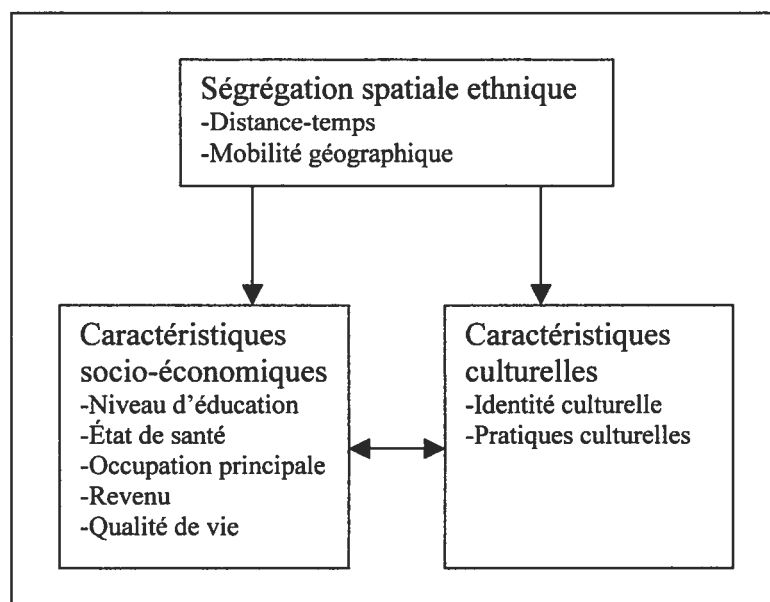 Ségrégation spatiale ethnique
-Distance-temps
-Mobilité géographique
Caractéristiques
socio-économiques
-Niveau d'éducation
-État de santé
-Occupation principale
-Revenu
-Qualité de vie
Caractéristiques
culturelles
-Identité culturelle
-Pratiques culturelles